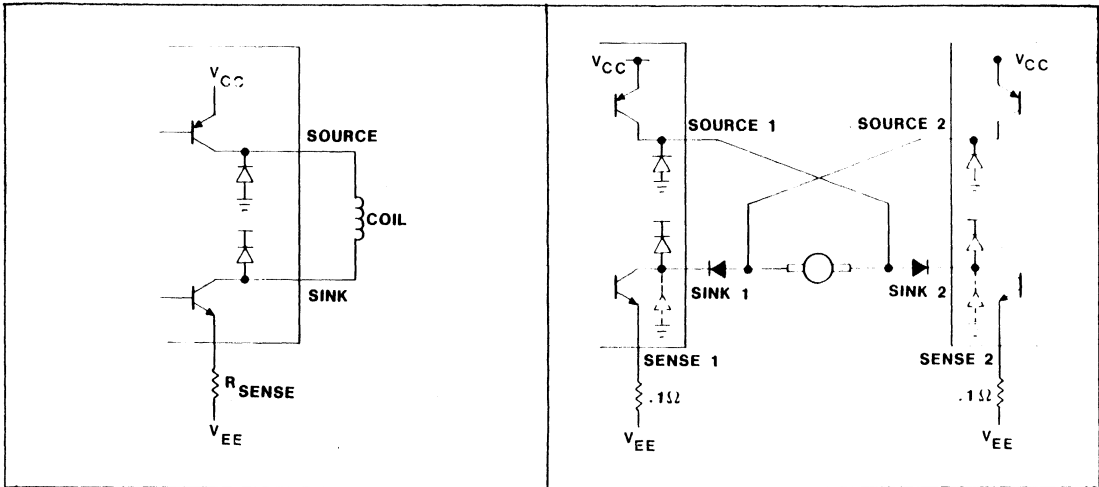 VCC
SOURCE
COIL
SINK
RSENSE
VEE
VCC
VCC
SOURCE 1
SOURCE 2
SINK 1
SINK 2
SENSE 1
SENSE 2
.1Ω
.1Ω
VEE
VEE